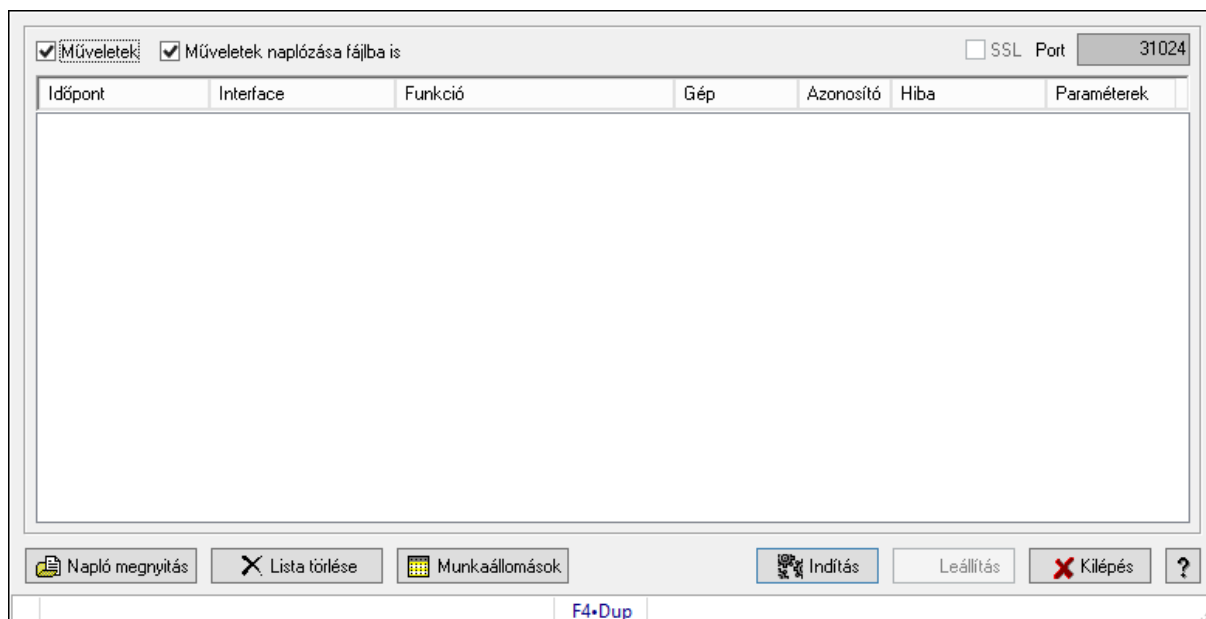 Műveletek Műveletek naplózása fájlba is SSL Port 31024
Időpont Interface Funkció Gép Azonosító Hiba Paraméterek
Napló megnyitás Lista törlése Munkaállomások Indítás Leállítás Kilépés ?
F4•Dup